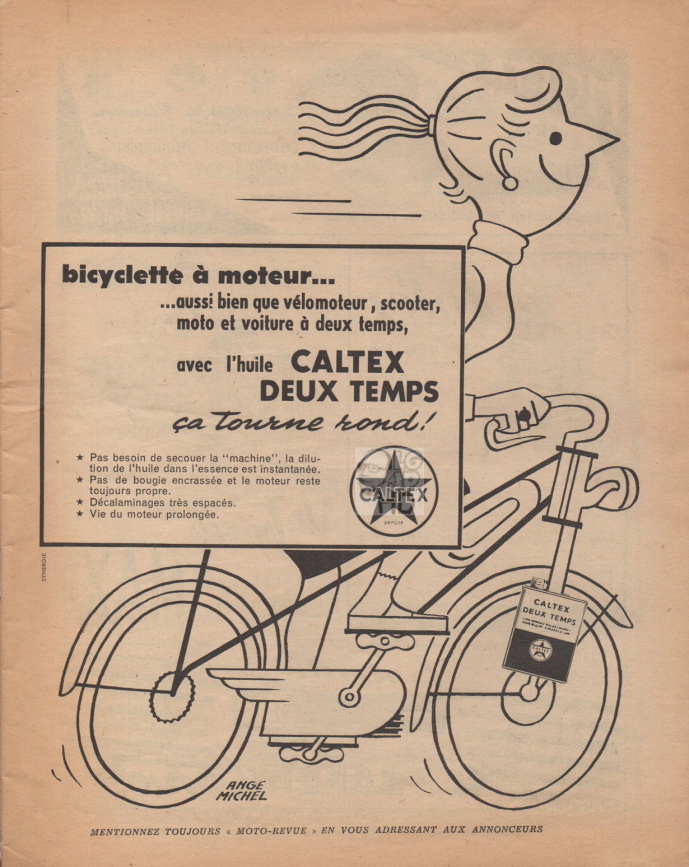 bicyclette à moteur...
...aussi bien que vélomoteur, scooter,
moto et voiture à deux temps,
avec l'huile CALTEX
DEUX TEMPS
ça tourne rond!
★ Pas besoin de secouer la "machine", la dilu-
tion de l'huile dans l'essence est instantanée.
★ Pas de bougie encrassée et le moteur reste
toujours propre.
★ Décalaminages très espacés.
★ Vie du moteur prolongée.
CALTEX
SYNERGIE
CALTEX
DEUX TEMPS
CALTEX
ANGE
MICHEL
MENTIONNEZ TOUJOURS « MOTO-REVUE » EN VOUS ADRESSANT AUX ANNONCEURS